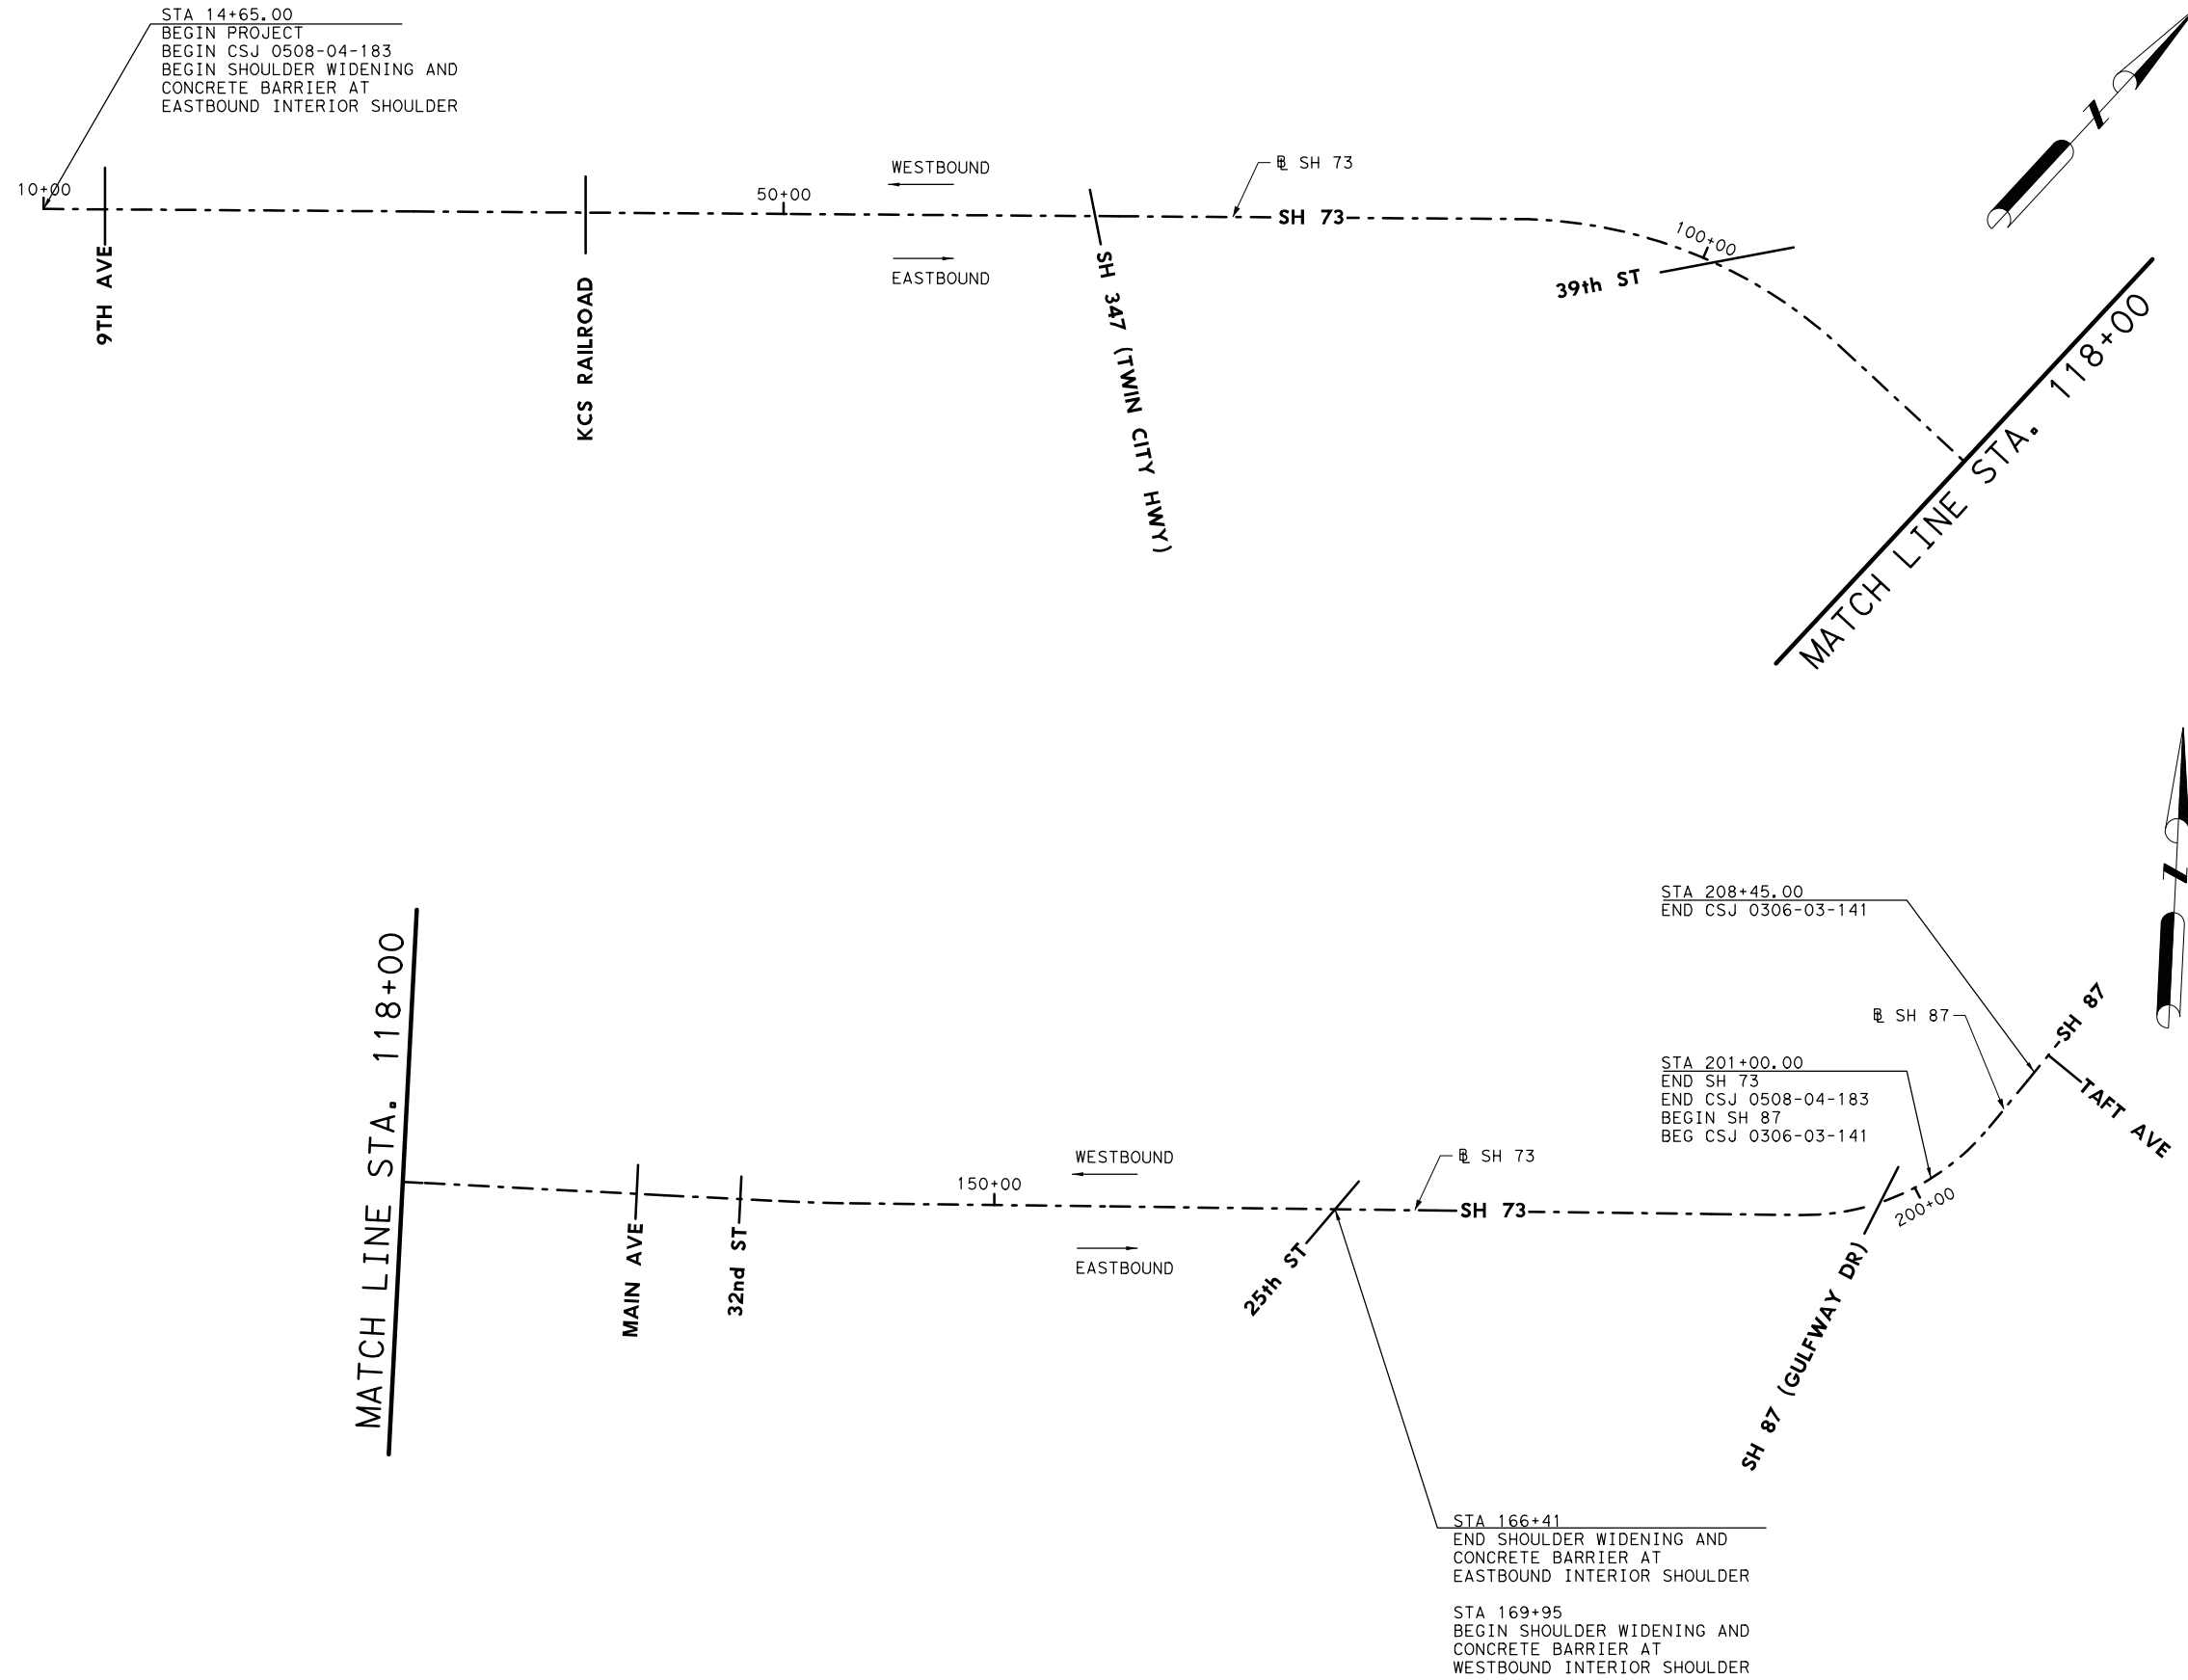 STA 14+65.00
BEGIN PROJECT
BEGIN CSJ 0508-04-183
BEGIN SHOULDER WIDENING AND
CONCRETE BARRIER AT
EASTBOUND INTERIOR SHOULDER
10+00
9TH AVE
KCS RAILROAD
50+00
WESTBOUND
EASTBOUND
SH 347 (TWIN CITY HWY)
℄ SH 73
SH 73
39th ST
100+00
MATCH LINE STA. 118+00
Z
MATCH LINE STA. 118+00
MAIN AVE
32nd ST
150+00
WESTBOUND
EASTBOUND
25th ST
BL SH 73
SH 73
STA 208+45.00
END CSJ 0306-03-141
BL SH 87
STA 201+00.00
END SH 73
END CSJ 0508-04-183
BEGIN SH 87
BEG CSJ 0306-03-141
SH 87
TAFT AVE
200+00
SH 87 (GULFWAY DR)
Z
STA 166+41
END SHOULDER WIDENING AND
CONCRETE BARRIER AT
EASTBOUND INTERIOR SHOULDER
STA 169+95
BEGIN SHOULDER WIDENING AND
CONCRETE BARRIER AT
WESTBOUND INTERIOR SHOULDER